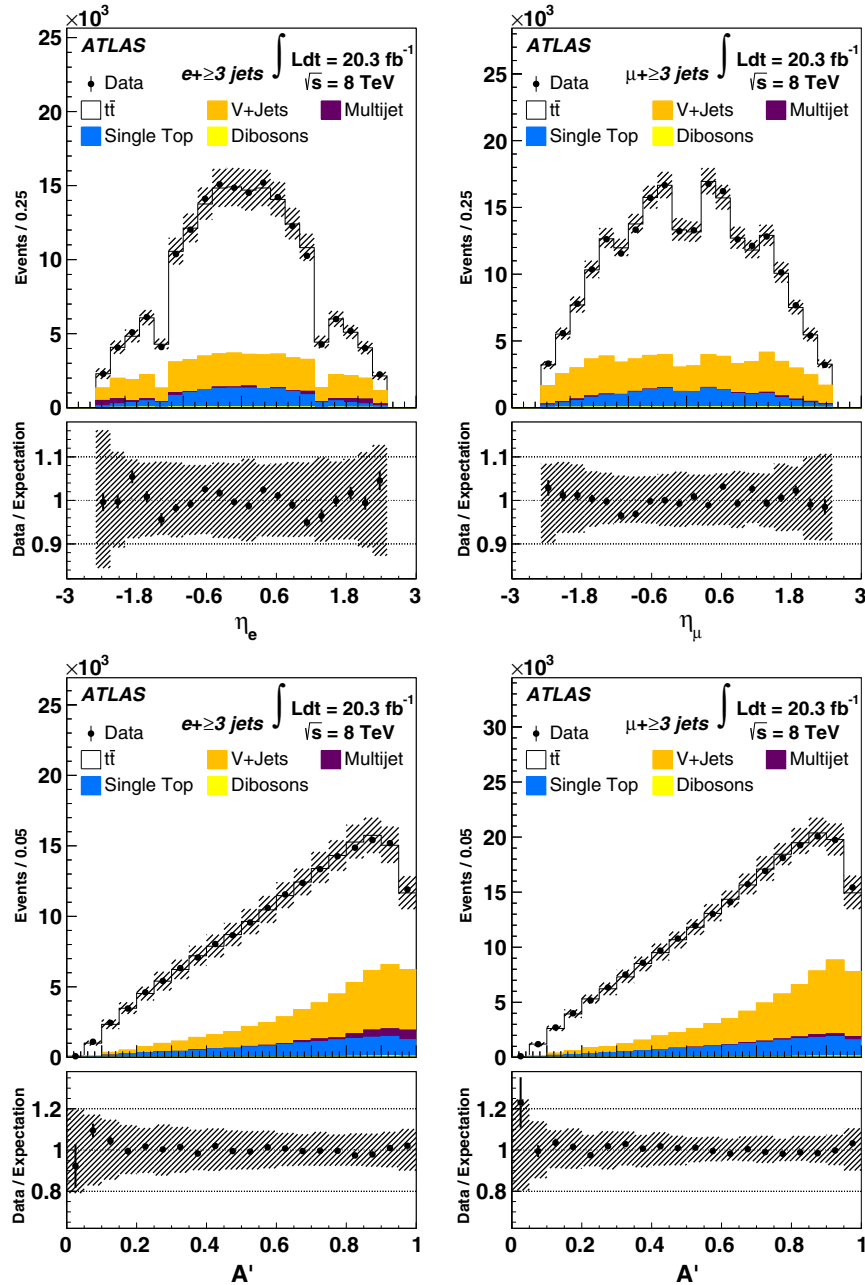 ×10³
ATLAS
e+≥3 jets
∫ Ldt = 20.3 fb⁻¹
√s = 8 TeV
Data
tt̄
V+Jets
Multijet
Single Top
Dibosons
Events / 0.25
25
20
15
10
5
0
Data / Expectation
1.1
1
0.9
-3 -1.8 -0.6 0.6 1.8 3
η_e
×10³
ATLAS
μ+≥3 jets
∫ Ldt = 20.3 fb⁻¹
√s = 8 TeV
Data
tt̄
V+Jets
Multijet
Single Top
Dibosons
Events / 0.25
25
20
15
10
5
0
Data / Expectation
1.1
1
0.9
-3 -1.8 -0.6 0.6 1.8 3
η_μ
×10³
ATLAS
e+≥3 jets
∫ Ldt = 20.3 fb⁻¹
√s = 8 TeV
Data
tt̄
V+Jets
Multijet
Single Top
Dibosons
Events / 0.05
25
20
15
10
5
0
Data / Expectation
1.2
1
0.8
0 0.2 0.4 0.6 0.8 1
A'
×10³
ATLAS
μ+≥3 jets
∫ Ldt = 20.3 fb⁻¹
√s = 8 TeV
Data
tt̄
V+Jets
Multijet
Single Top
Dibosons
Events / 0.05
30
25
20
15
10
5
0
Data / Expectation
1.2
1
0.8
0 0.2 0.4 0.6 0.8 1
A'